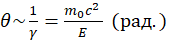 θ~1/γ = m₀c²/E (рад.)